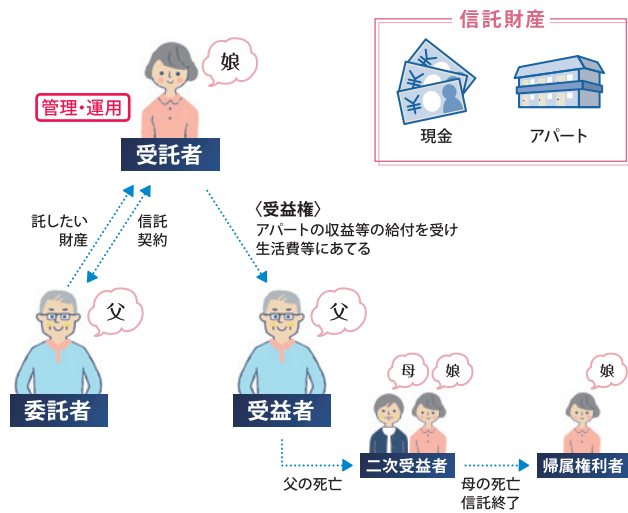 信託財産
現金
アパート
娘
管理・運用
受託者
託したい
財産
信託
契約
〈受益権〉
アパートの収益等の給付を受け
生活費等にあてる
父
委託者
父
受益者
母
娘
二次受益者
娘
帰属権利者
父の死亡
母の死亡
信託終了